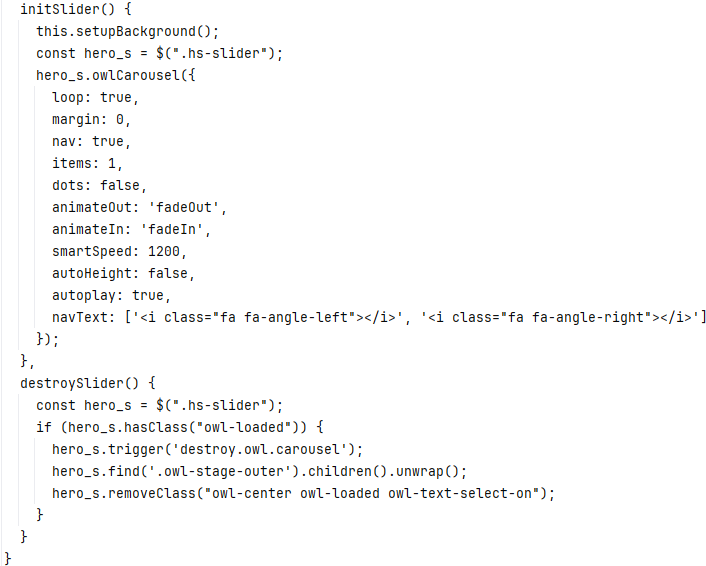 initSlider() {
this.setupBackground();
const hero_s = $(".hs-slider");
hero_s.owlCarousel({
loop: true,
margin: 0,
nav: true,
items: 1,
dots: false,
animateOut: 'fadeOut',
animateIn: 'fadeIn',
smartSpeed: 1200,
autoHeight: false,
autoplay: true,
navText: ['<i class="fa fa-angle-left"></i>', '<i class="fa fa-angle-right"></i>']
});
},
destroySlider() {
const hero_s = $(".hs-slider");
if (hero_s.hasClass("owl-loaded")) {
hero_s.trigger('destroy.owl.carousel');
hero_s.find('.owl-stage-outer').children().unwrap();
hero_s.removeClass("owl-center owl-loaded owl-text-select-on");
}
}
}